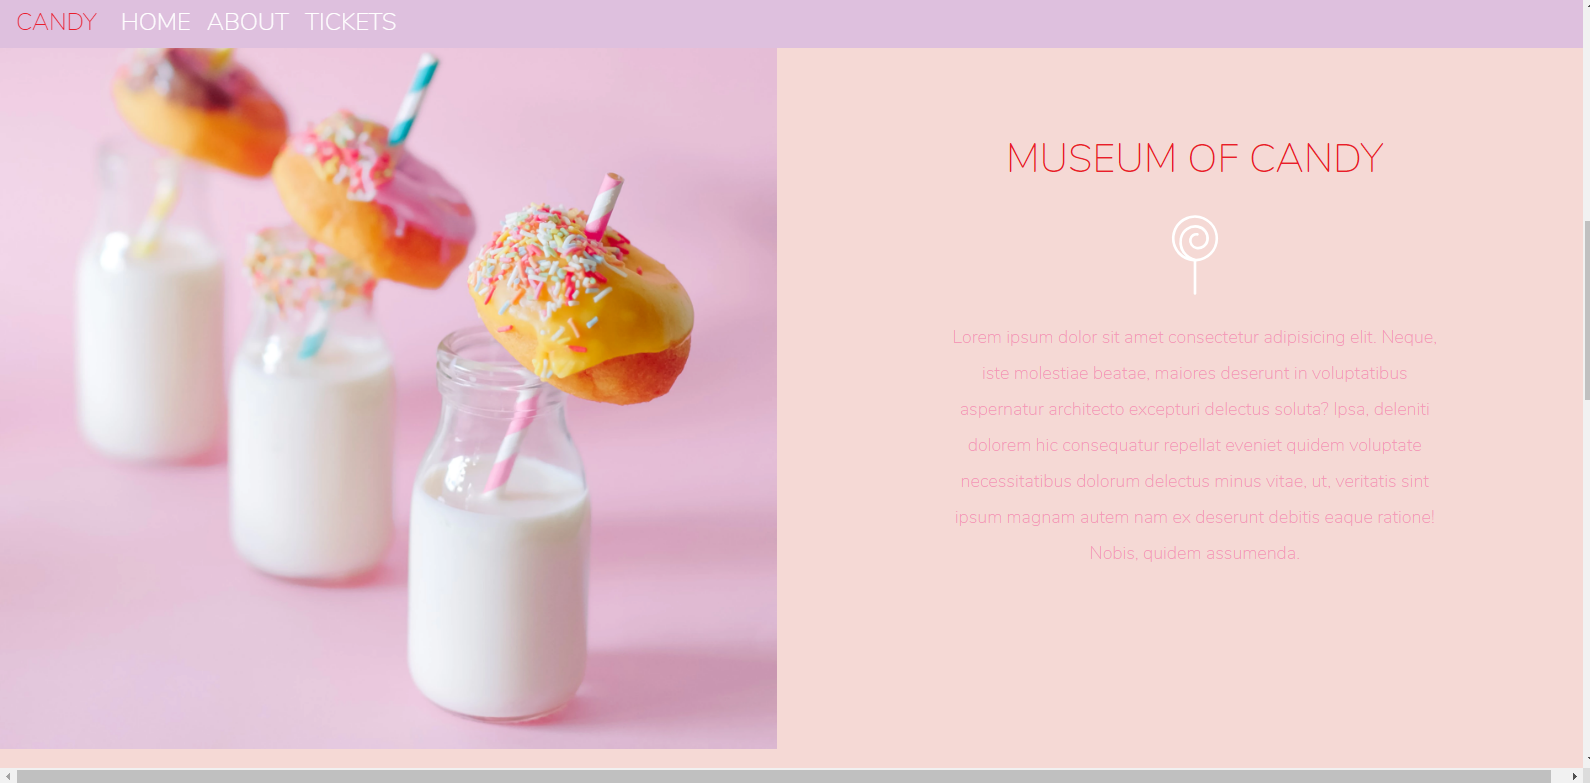 CANDY HOME ABOUT TICKETS
MUSEUM OF CANDY
Lorem ipsum dolor sit amet consectetur adipisicing elit. Neque,
iste molestiae beatae, maiores deserunt in voluptatibus
aspernatur architecto excepturi delectus soluta? Ipsa, deleniti
dolorem hic consequatur repellat eveniet quidem voluptate
necessitatibus dolorum delectus minus vitae, ut, veritatis sint
ipsum magnam autem nam ex deserunt debitis eaque ratione!
Nobis, quidem assumenda.